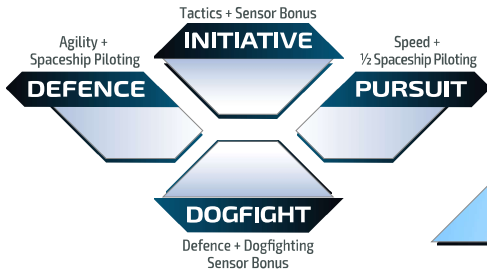 Tactics + Sensor Bonus
INITIATIVE
Agility +
Spaceship Piloting
DEFENCE
Speed +
½ Spaceship Piloting
PURSUIT
DOGFIGHT
Defence + Dogfighting
Sensor Bonus